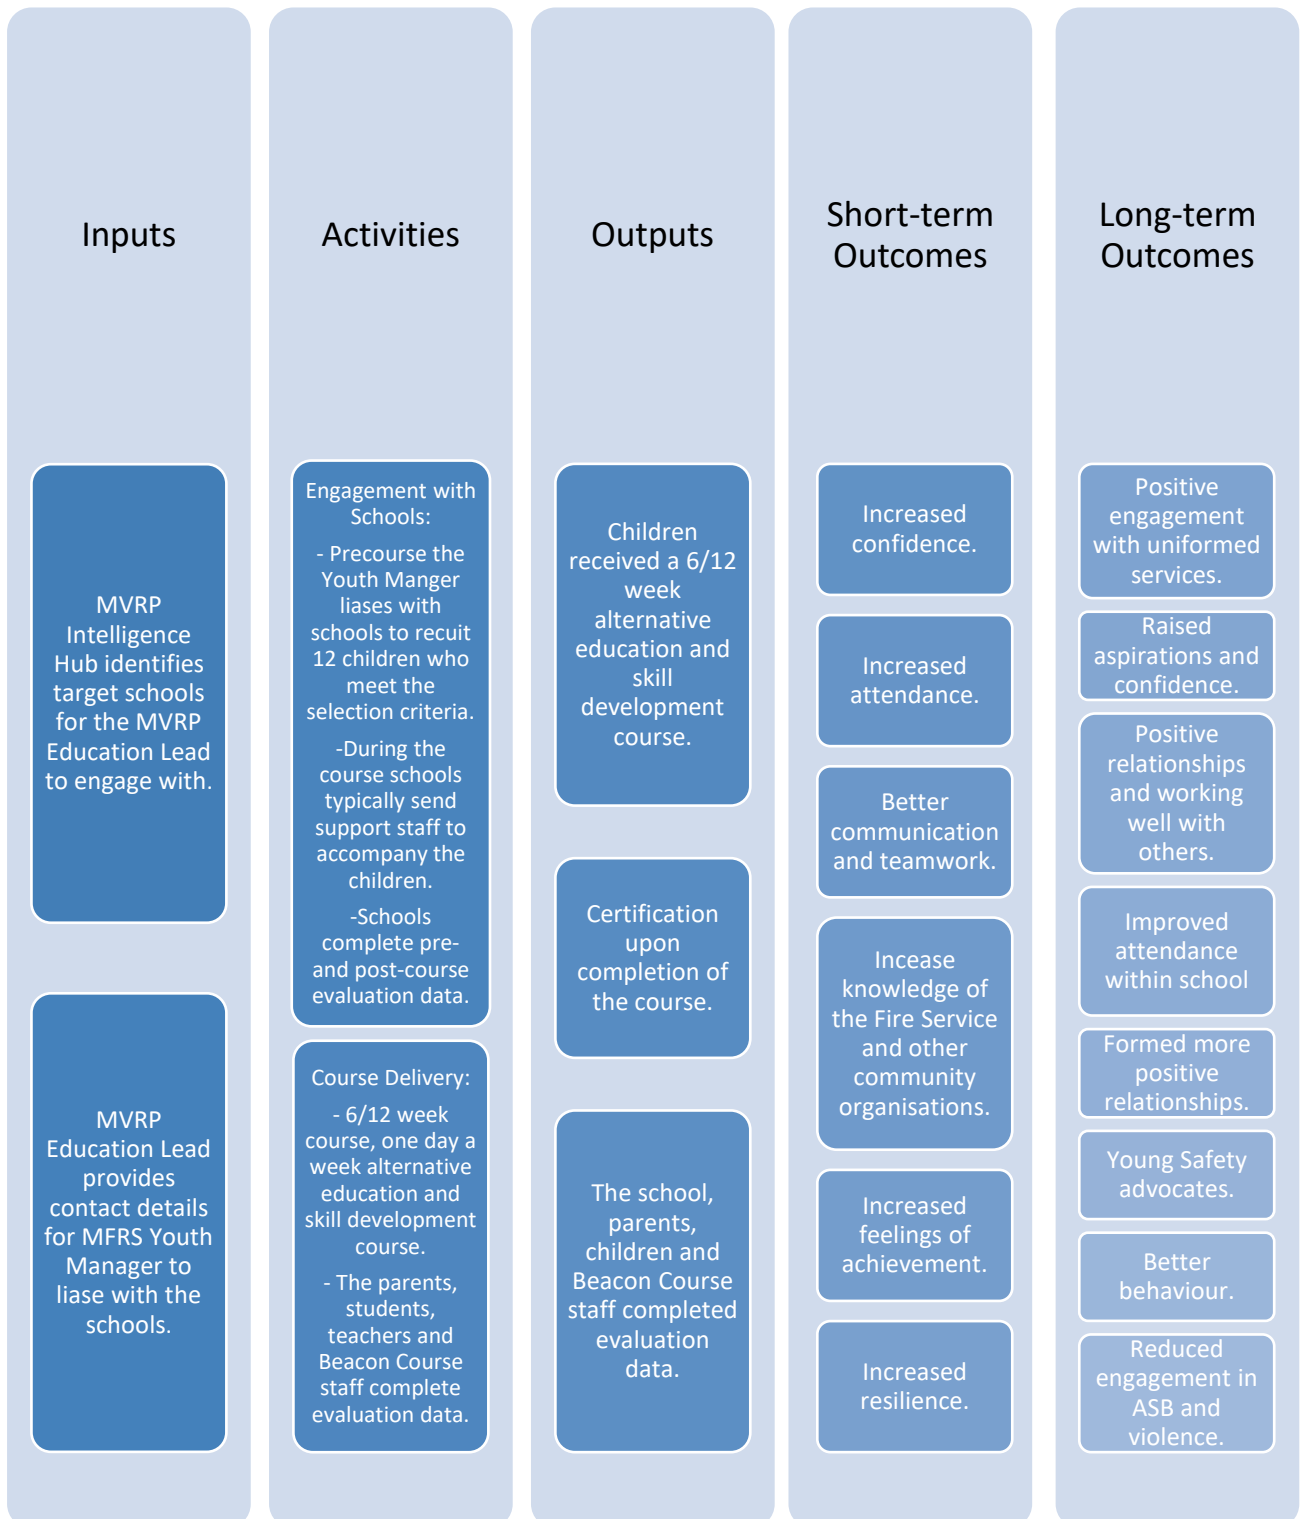 Inputs
MVRP
Intelligence
Hub identifies
target schools
for the MVRP
Education Lead
to engage with.
MVRP
Education Lead
provides
contact details
for MFRS Youth
Manager to
liase with the
schools.
Activities
Engagement with
Schools:
- Precourse the
Youth Manger
liases with
schools to recuit
12 children who
meet the
selection criteria.
-During the
course schools
typically send
support staff to
accompany the
children.
-Schools
complete pre-
and post-course
evaluation data.
Course Delivery:
- 6/12 week
course, one day a
week alternative
education and
skill development
course.
- The parents,
students,
teachers and
Beacon Course
staff complete
evaluation data.
Outputs
Children
received a 6/12
week
alternative
education and
skill
development
course.
Certification
upon
completion of
the course.
The school,
parents,
children and
Beacon Course
staff completed
evaluation
data.
Short-term
Outcomes
Increased
confidence.
Increased
attendance.
Better
communication
and teamwork.
Incease
knowledge of
the Fire Service
and other
community
organisations.
Increased
feelings of
achievement.
Increased
resilience.
Long-term
Outcomes
Positive
engagement
with uniformed
services.
Raised
aspirations and
confidence.
Positive
relationships
and working
well with
others.
Improved
attendance
within school
Formed more
positive
relationships.
Young Safety
advocates.
Better
behaviour.
Reduced
engagement in
ASB and
violence.